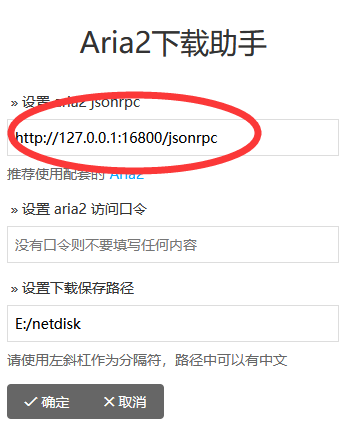 Aria2下载助手
» 设置 aria2 jsonrpc
http://127.0.0.1:16800/jsonrpc
推荐使用配套的 Aria2
» 设置 aria2 访问口令
没有口令则不要填写任何内容
» 设置下载保存路径
E:/netdisk
请使用左斜杠作为分隔符，路径中可以有中文
✓ 确定 ✕ 取消